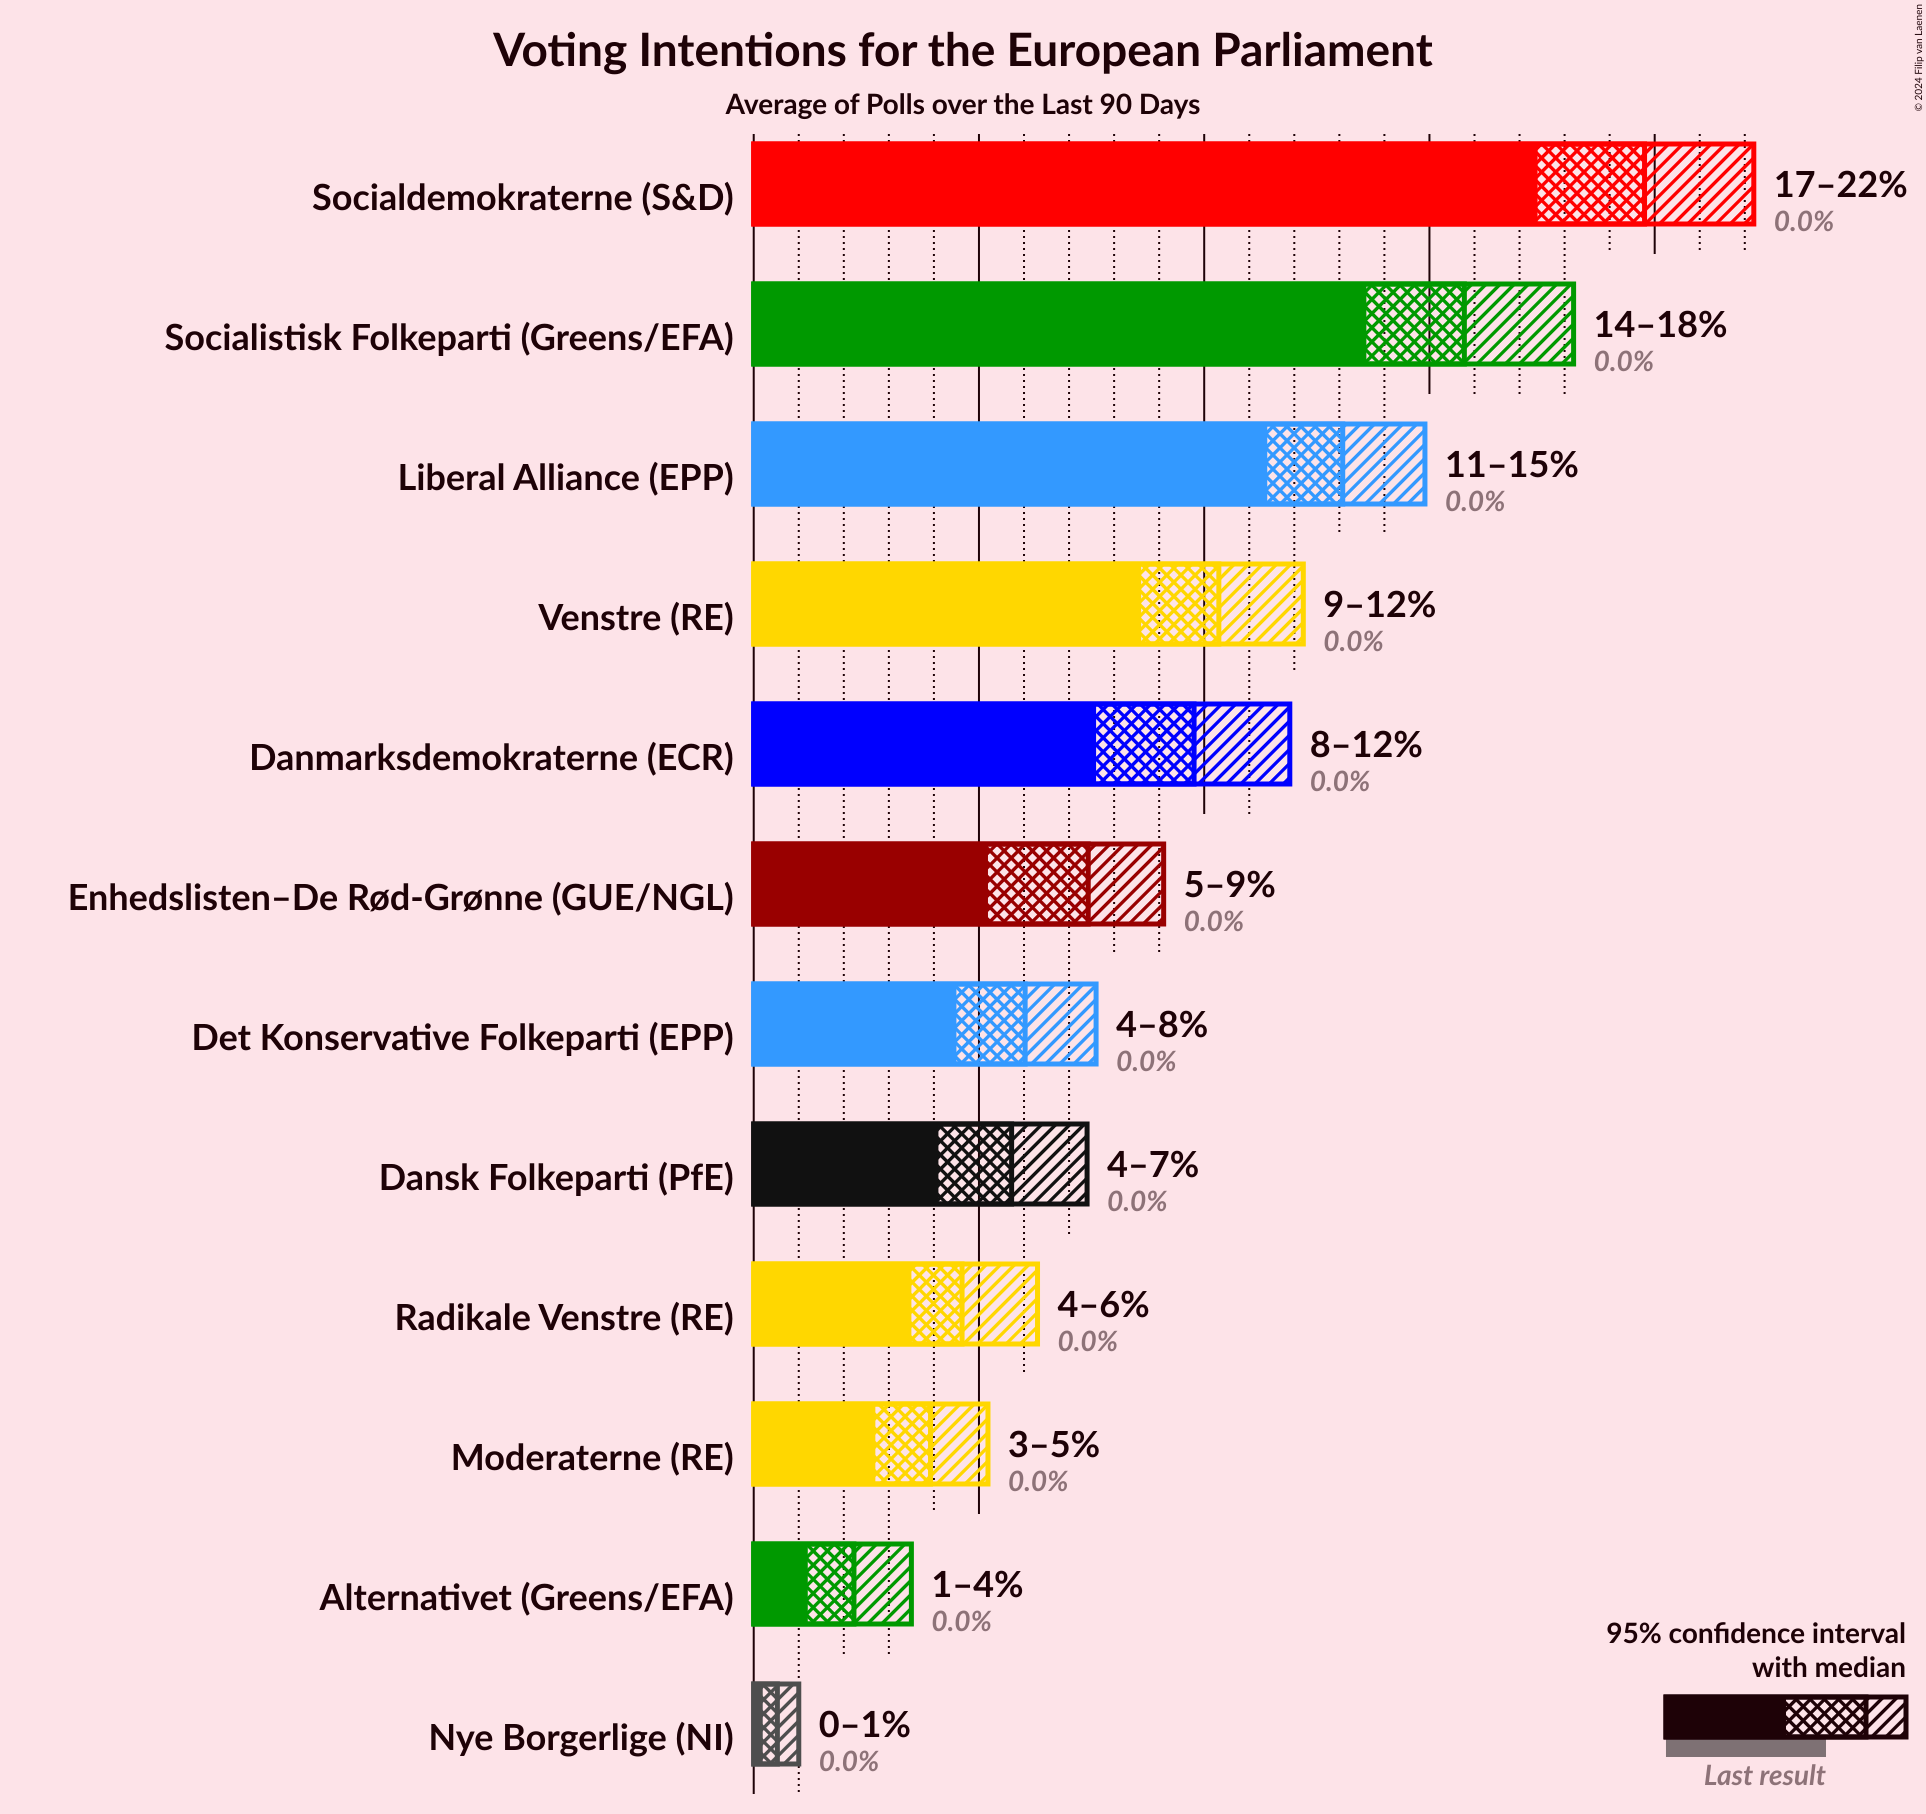 Voting Intentions for the European Parliament
Average of Polls over the Last 90 Days
© 2024 Filip van Laenen
Socialdemokraterne (S&D)
17–22%
0.0%
Socialistisk Folkeparti (Greens/EFA)
14–18%
0.0%
Liberal Alliance (EPP)
11–15%
0.0%
Venstre (RE)
9–12%
0.0%
Danmarksdemokraterne (ECR)
8–12%
0.0%
Enhedslisten–De Rød-Grønne (GUE/NGL)
5–9%
0.0%
Det Konservative Folkeparti (EPP)
4–8%
0.0%
Dansk Folkeparti (PfE)
4–7%
0.0%
Radikale Venstre (RE)
4–6%
0.0%
Moderaterne (RE)
3–5%
0.0%
Alternativet (Greens/EFA)
1–4%
0.0%
Nye Borgerlige (NI)
0–1%
0.0%
95% confidence interval
with median
Last result